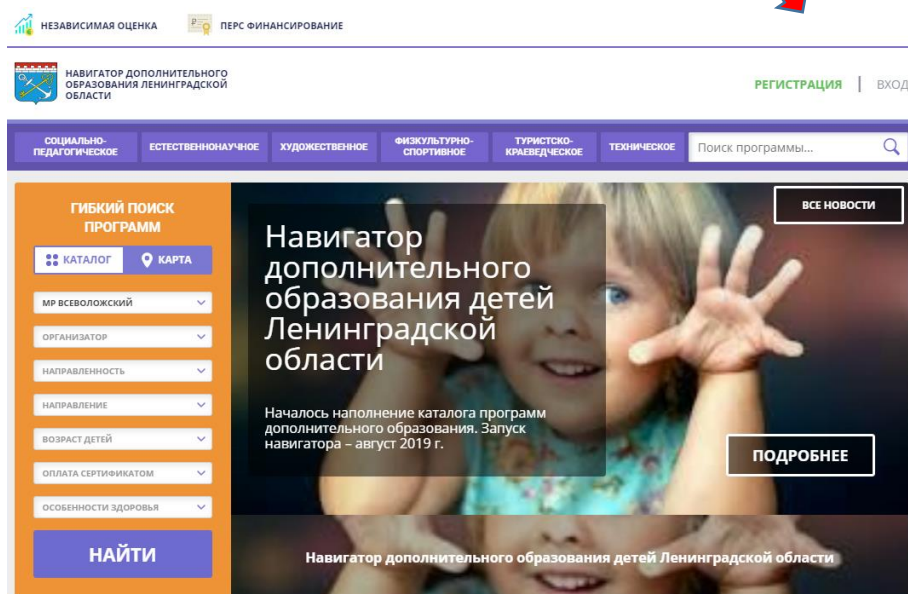 НЕЗАВИСИМАЯ ОЦЕНКА
ПЕРС ФИНАНСИРОВАНИЕ
НАВИГАТОР ДОПОЛНИТЕЛЬНОГО
ОБРАЗОВАНИЯ ЛЕНИНГРАДСКОЙ
ОБЛАСТИ
РЕГИСТРАЦИЯ | ВХОД
СОЦИАЛЬНО-
ПЕДАГОГИЧЕСКОЕ
ЕСТЕСТВЕННОНАУЧНОЕ
ХУДОЖЕСТВЕННОЕ
ФИЗКУЛЬТУРНО-
СПОРТИВНОЕ
ТУРИСТСКО-
КРАЕВЕДЧЕСКОЕ
ТЕХНИЧЕСКОЕ
Поиск программы...
ГИБКИЙ ПОИСК
ПРОГРАММ
КАТАЛОГ
КАРТА
МР ВСЕВОЛОЖСКИЙ
ОРГАНИЗАТОР
НАПРАВЛЕННОСТЬ
НАПРАВЛЕНИЕ
ВОЗРАСТ ДЕТЕЙ
ОПЛАТА СЕРТИФИКАТОМ
ОСОБЕННОСТИ ЗДОРОВЬЯ
НАЙТИ
ВСЕ НОВОСТИ
Навигатор
дополнительного
образования детей
Ленинградской
области
Началось наполнение каталога программ
дополнительного образования. Запуск
навигатора – август 2019 г.
ПОДРОБНЕЕ
Навигатор дополнительного образования детей Ленинградской области